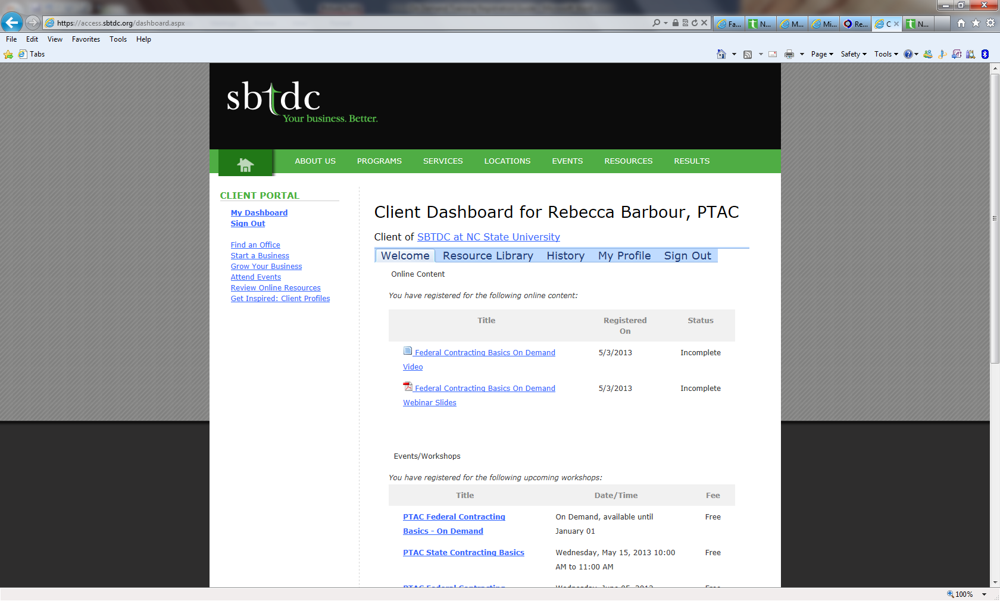 https://access.sbtdc.org/dashboard.aspx
Fa...
N...
M...
Mi...
Re...
C
N...
File Edit View Favorites Tools Help
Tabs
Page Safety Tools
sbtdc
Your business. Better.
ABOUT US PROGRAMS SERVICES LOCATIONS EVENTS RESOURCES RESULTS
CLIENT PORTAL
My Dashboard
Sign Out
Find an Office
Start a Business
Grow Your Business
Attend Events
Review Online Resources
Get Inspired: Client Profiles
Client Dashboard for Rebecca Barbour, PTAC
Client of SBTDC at NC State University
Welcome Resource Library History My Profile Sign Out
Online Content
You have registered for the following online content:
Title Registered On Status
Federal Contracting Basics On Demand 5/3/2013 Incomplete
Video
Federal Contracting Basics On Demand 5/3/2013 Incomplete
Webinar Slides
Events/Workshops
You have registered for the following upcoming workshops:
Title Date/Time Fee
PTAC Federal Contracting On Demand, available until Free
Basics - On Demand January 01
PTAC State Contracting Basics Wednesday, May 15, 2013 10:00 Free
AM to 11:00 AM
PTAC Federal Contracting Wednesday, June 05, 2013 Free
100%